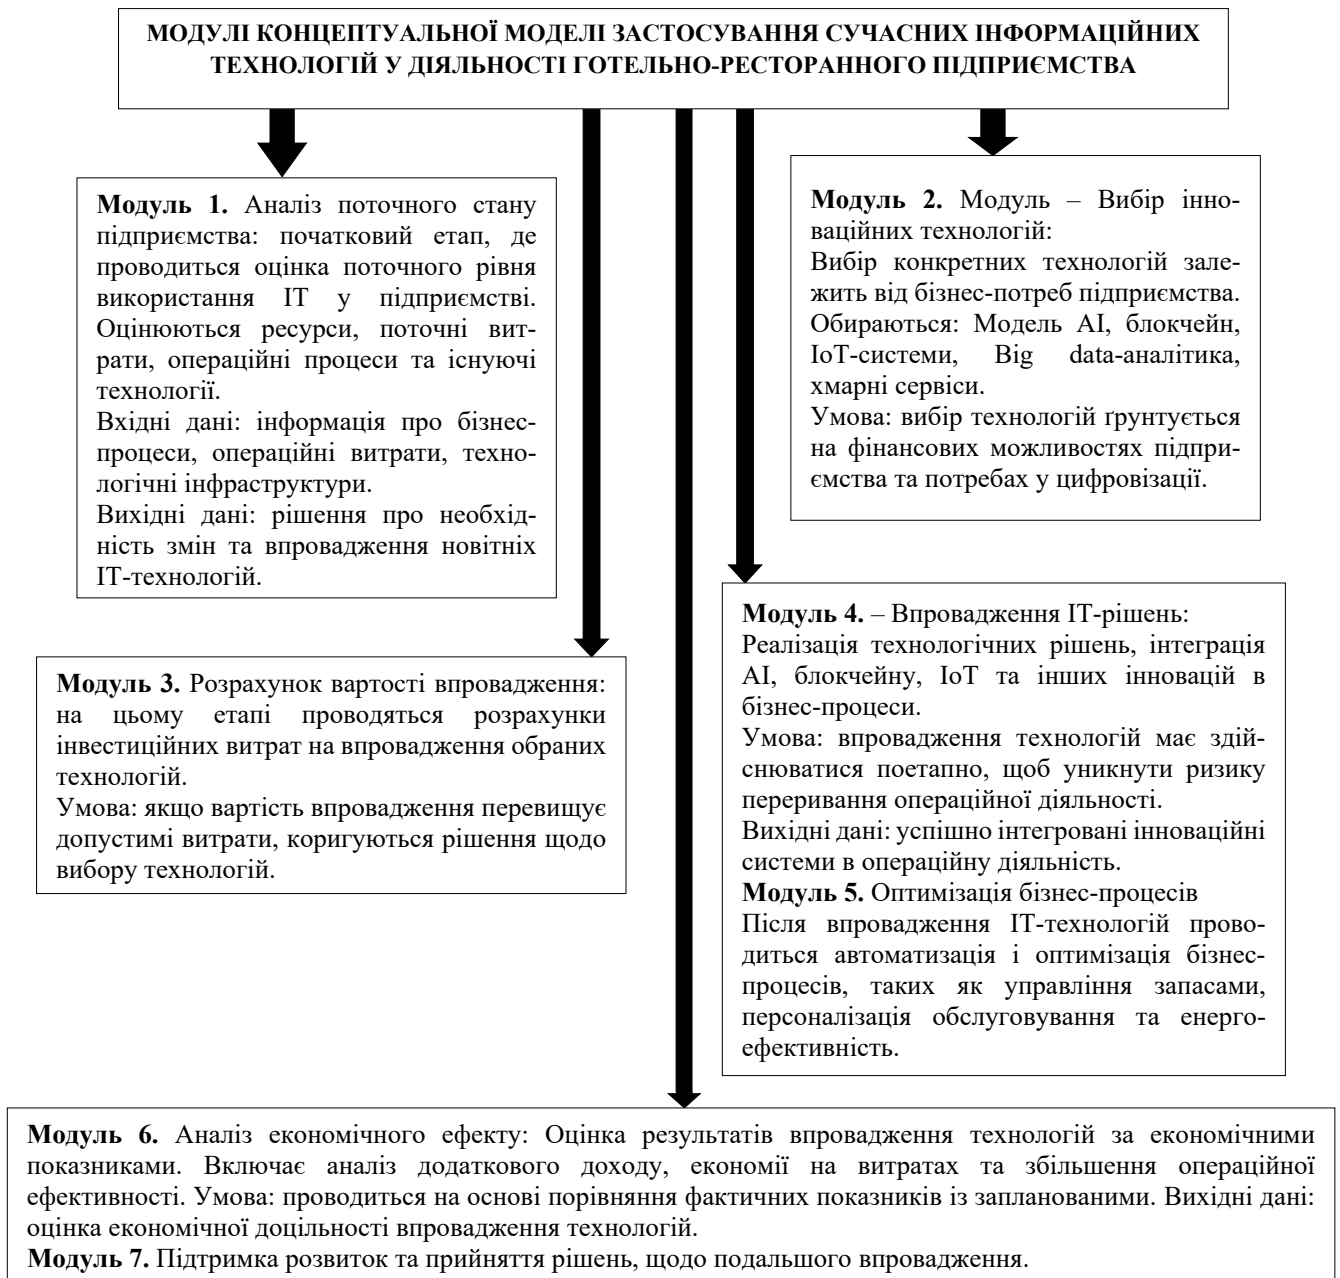 МОДУЛІ КОНЦЕПТУАЛЬНОЇ МОДЕЛІ ЗАСТОСУВАННЯ СУЧАСНИХ ІНФОРМАЦІЙНИХ
ТЕХНОЛОГІЙ У ДІЯЛЬНОСТІ ГОТЕЛЬНО-РЕСТОРАННОГО ПІДПРИЄМСТВА
Модуль 1. Аналіз поточного стану
підприємства: початковий етап, де
проводиться оцінка поточного рівня
використання ІТ у підприємстві.
Оцінюються ресурси, поточні вит-
рати, операційні процеси та існуючі
технології.
Вхідні дані: інформація про бізнес-
процеси, операційні витрати, техно-
логічні інфраструктури.
Вихідні дані: рішення про необхід-
ність змін та впровадження новітніх
ІТ-технологій.
Модуль 2. Модуль – Вибір інно-
ваційних технологій:
Вибір конкретних технологій зале-
жить від бізнес-потреб підприємства.
Обираються: Модель AI, блокчейн,
IoT-системи, Big data-аналітика,
хмарні сервіси.
Умова: вибір технологій ґрунтується
на фінансових можливостях підпри-
ємства та потребах у цифровізації.
Модуль 3. Розрахунок вартості впровадження:
на цьому етапі проводяться розрахунки
інвестиційних витрат на впровадження обраних
технологій.
Умова: якщо вартість впровадження перевищує
допустимі витрати, коригуються рішення щодо
вибору технологій.
Модуль 4. – Впровадження ІТ-рішень:
Реалізація технологічних рішень, інтеграція
AI, блокчейну, IoT та інших інновацій в
бізнес-процеси.
Умова: впровадження технологій має здій-
снюватися поетапно, щоб уникнути ризику
переривання операційної діяльності.
Вихідні дані: успішно інтегровані інноваційні
системи в операційну діяльність.
Модуль 5. Оптимізація бізнес-процесів
Після впровадження ІТ-технологій прово-
диться автоматизація і оптимізація бізнес-
процесів, таких як управління запасами,
персоналізація обслуговування та енерго-
ефективність.
Модуль 6. Аналіз економічного ефекту: Оцінка результатів впровадження технологій за економічними
показниками. Включає аналіз додаткового доходу, економії на витратах та збільшення операційної
ефективності. Умова: проводиться на основі порівняння фактичних показників із запланованими. Вихідні дані:
оцінка економічної доцільності впровадження технологій.
Модуль 7. Підтримка розвиток та прийняття рішень, щодо подальшого впровадження.